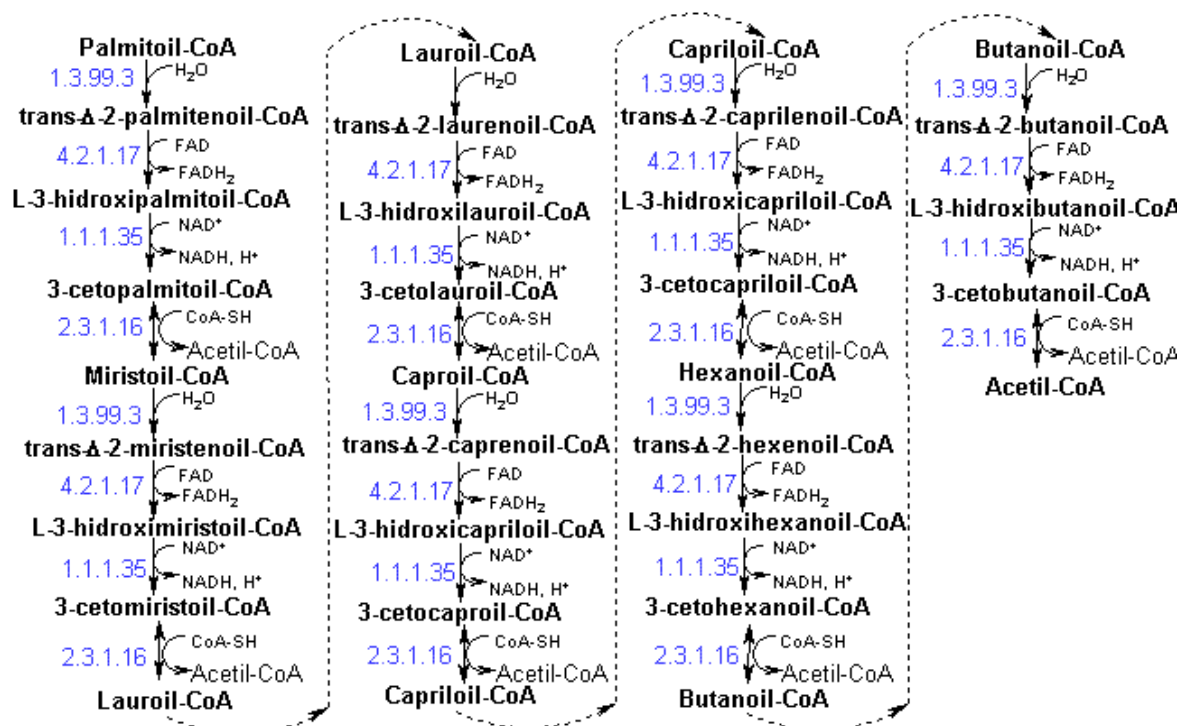 Palmitoil-CoA
1.3.99.3
H₂O
trans-Δ-2-palmitenoil-CoA
4.2.1.17
FAD
FADH₂
L-3-hidroxipalmitoil-CoA
1.1.1.35
NAD⁺
NADH, H⁺
3-cetopalmitoil-CoA
2.3.1.16
CoA-SH
Acetil-CoA
Miristoil-CoA
1.3.99.3
H₂O
trans-Δ-2-miristenoil-CoA
4.2.1.17
FAD
FADH₂
L-3-hidroximiristoil-CoA
1.1.1.35
NAD⁺
NADH, H⁺
3-cetomiristoil-CoA
2.3.1.16
CoA-SH
Acetil-CoA
Lauroil-CoA
Lauroil-CoA
H₂O
trans-Δ-2-laurenoil-CoA
4.2.1.17
FAD
FADH₂
L-3-hidroxilauroil-CoA
1.1.1.35
NAD⁺
NADH, H⁺
3-cetolauroil-CoA
2.3.1.16
CoA-SH
Acetil-CoA
Caproil-CoA
1.3.99.3
H₂O
trans-Δ-2-caprenoil-CoA
4.2.1.17
FAD
FADH₂
L-3-hidroxicapriloil-CoA
1.1.1.35
NAD⁺
NADH, H⁺
3-cetocaproil-CoA
2.3.1.16
CoA-SH
Acetil-CoA
Capriloil-CoA
Capriloil-CoA
1.3.99.3
H₂O
trans-Δ-2-caprilenoil-CoA
4.2.1.17
FAD
FADH₂
L-3-hidroxicapriloil-CoA
1.1.1.35
NAD⁺
NADH, H⁺
3-cetocapriloil-CoA
2.3.1.16
CoA-SH
Acetil-CoA
Hexanoil-CoA
1.3.99.3
H₂O
trans-Δ-2-hexenoil-CoA
4.2.1.17
FAD
FADH₂
L-3-hidroxihexanoil-CoA
1.1.1.35
NAD⁺
NADH, H⁺
3-cetohexanoil-CoA
2.3.1.16
CoA-SH
Acetil-CoA
Butanoil-CoA
Butanoil-CoA
1.3.99.3
H₂O
trans-Δ-2-butanoil-CoA
4.2.1.17
FAD
FADH₂
L-3-hidroxibutanoil-CoA
1.1.1.35
NAD⁺
NADH, H⁺
3-cetobutanoil-CoA
2.3.1.16
CoA-SH
Acetil-CoA
Acetil-CoA